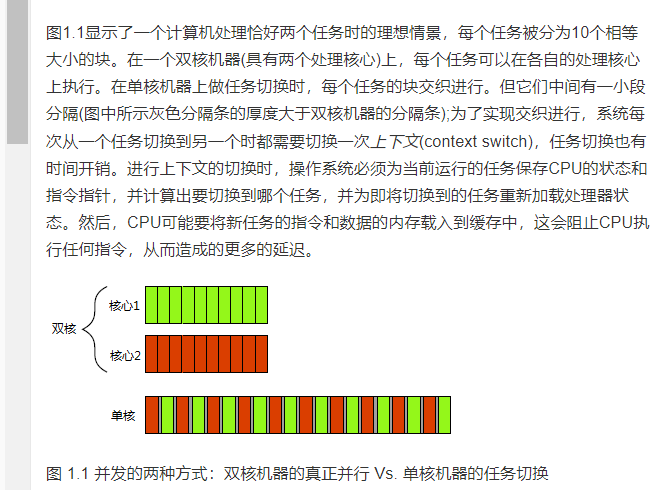 图1.1显示了一个计算机处理恰好两个任务时的理想情景，每个任务被分为10个相等
大小的块。在一个双核机器(具有两个处理核心)上，每个任务可以在各自的处理核心
上执行。在单核机器上做任务切换时，每个任务的块交织进行。但它们中间有一小段
分隔(图中所示灰色分隔条的厚度大于双核机器的分隔条);为了实现交织进行，系统每
次从一个任务切换到另一个时都需要切换一次上下文(context switch)，任务切换也有
时间开销。进行上下文的切换时，操作系统必须为当前运行的任务保存CPU的状态和
指令指针，并计算出要切换到哪个任务，并为即将切换到的任务重新加载处理器状
态。然后，CPU可能要将新任务的指令和数据的内存载入到缓存中，这会阻止CPU执
行任何指令，从而造成的更多的延迟。
核心1
双核
核心2
单核
图 1.1 并发的两种方式：双核机器的真正并行 Vs. 单核机器的任务切换